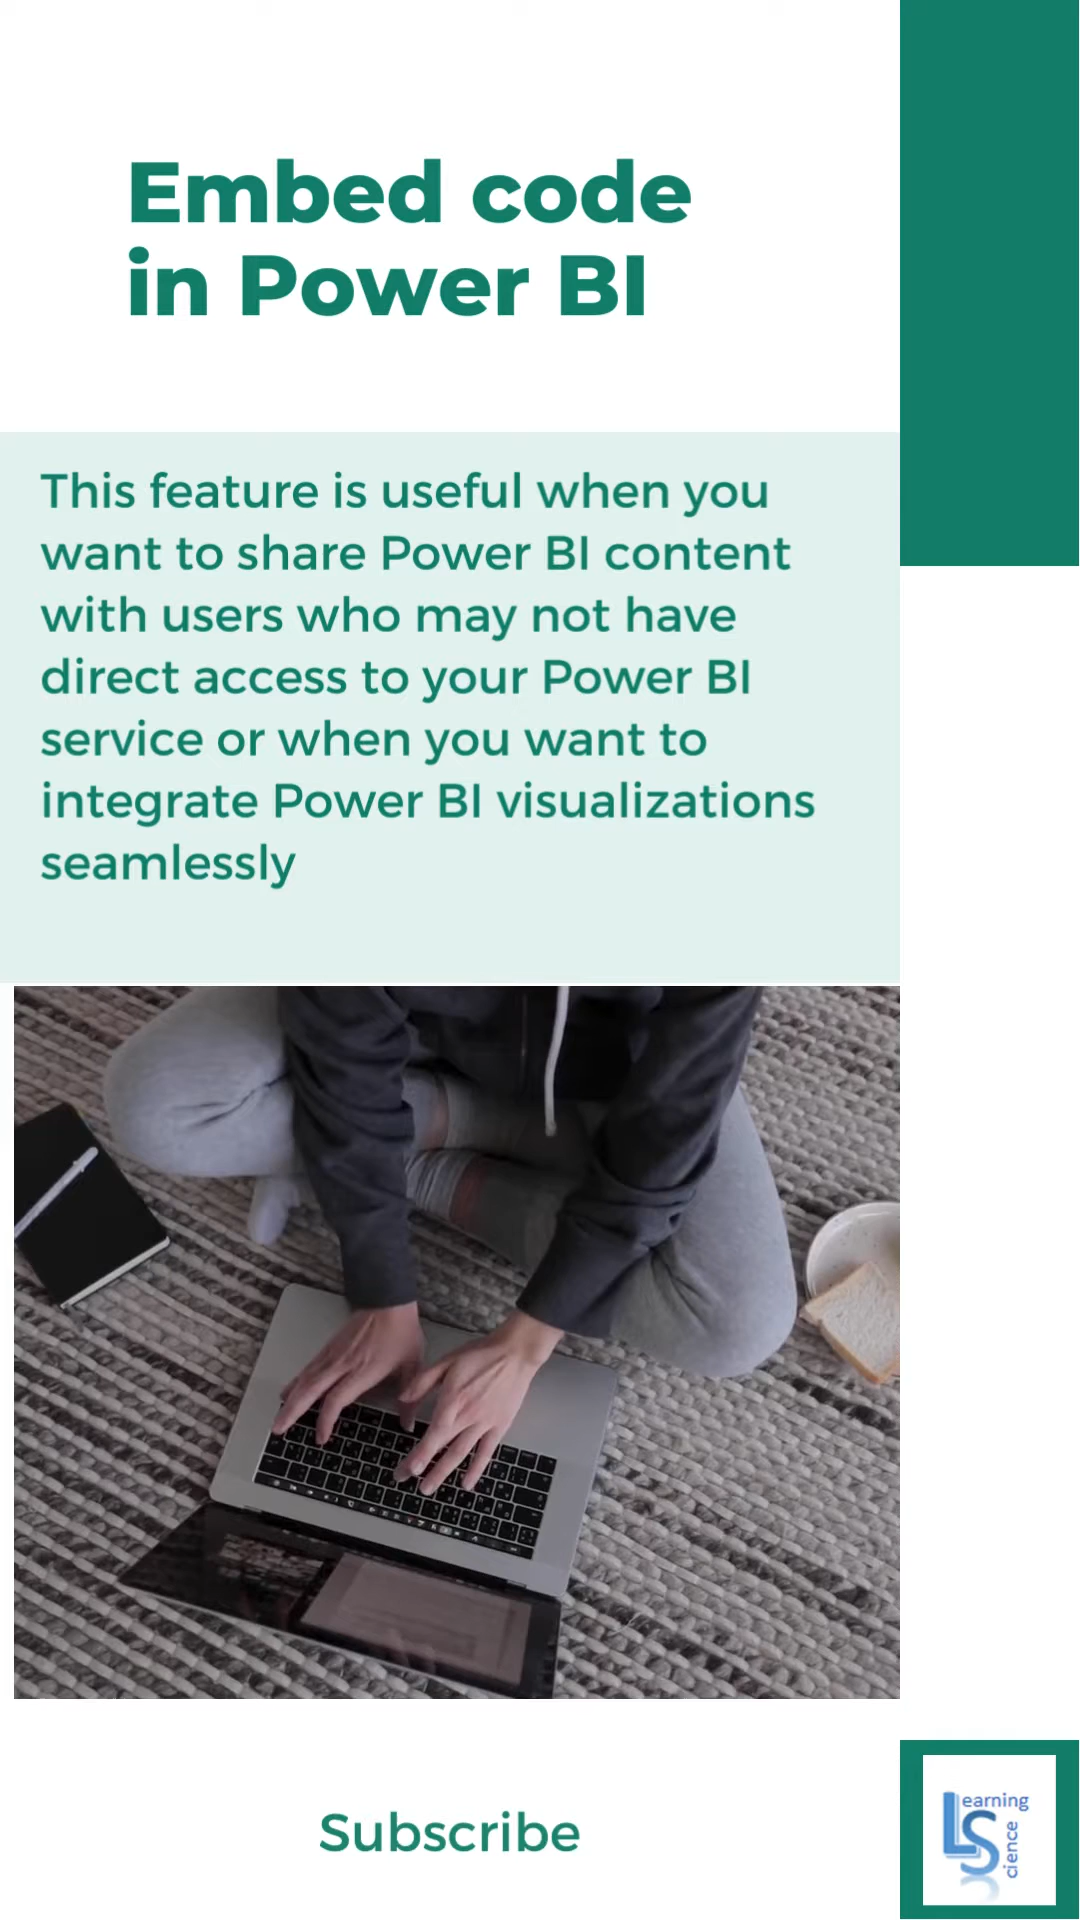 Embed code
in Power BI
This feature is useful when you
want to share Power BI content
with users who may not have
direct access to your Power BI
service or when you want to
integrate Power BI visualizations
seamlessly
Subscribe
Learning
Science